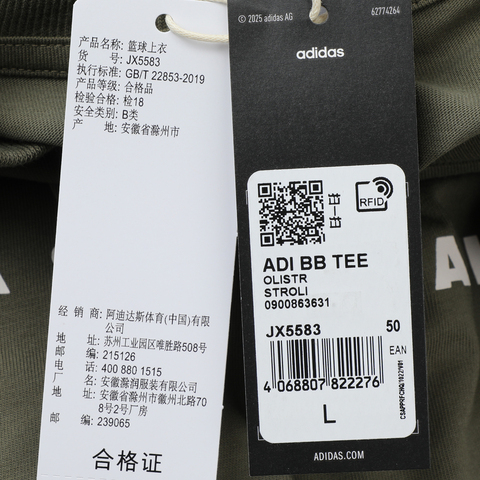 产品名称: 篮球上衣
货 号: JX5583
执行标准: GB/T 22853-2019
产品等级: 合格品
检验合格: 检18
安全类别: B类
产 地: 安徽省滁州市
经 销 商: 阿迪达斯体育(中国)有限
公司
地 址: 苏州工业园区唯胜路508号
邮 编: 215126
电 话: 400 880 1515
: 安徽滁润服装有限公司
地 址: 安徽省滁州市徽州北路70
8号2号厂房
邮 编: 239065
合格证
© 2025 adidas AG
62774264
adidas
RFID
ADI BB TEE
OLISTR
STROLI
0900863631
JX5583 50
EAN
4 068807 822276
L
ADIDAS.COM